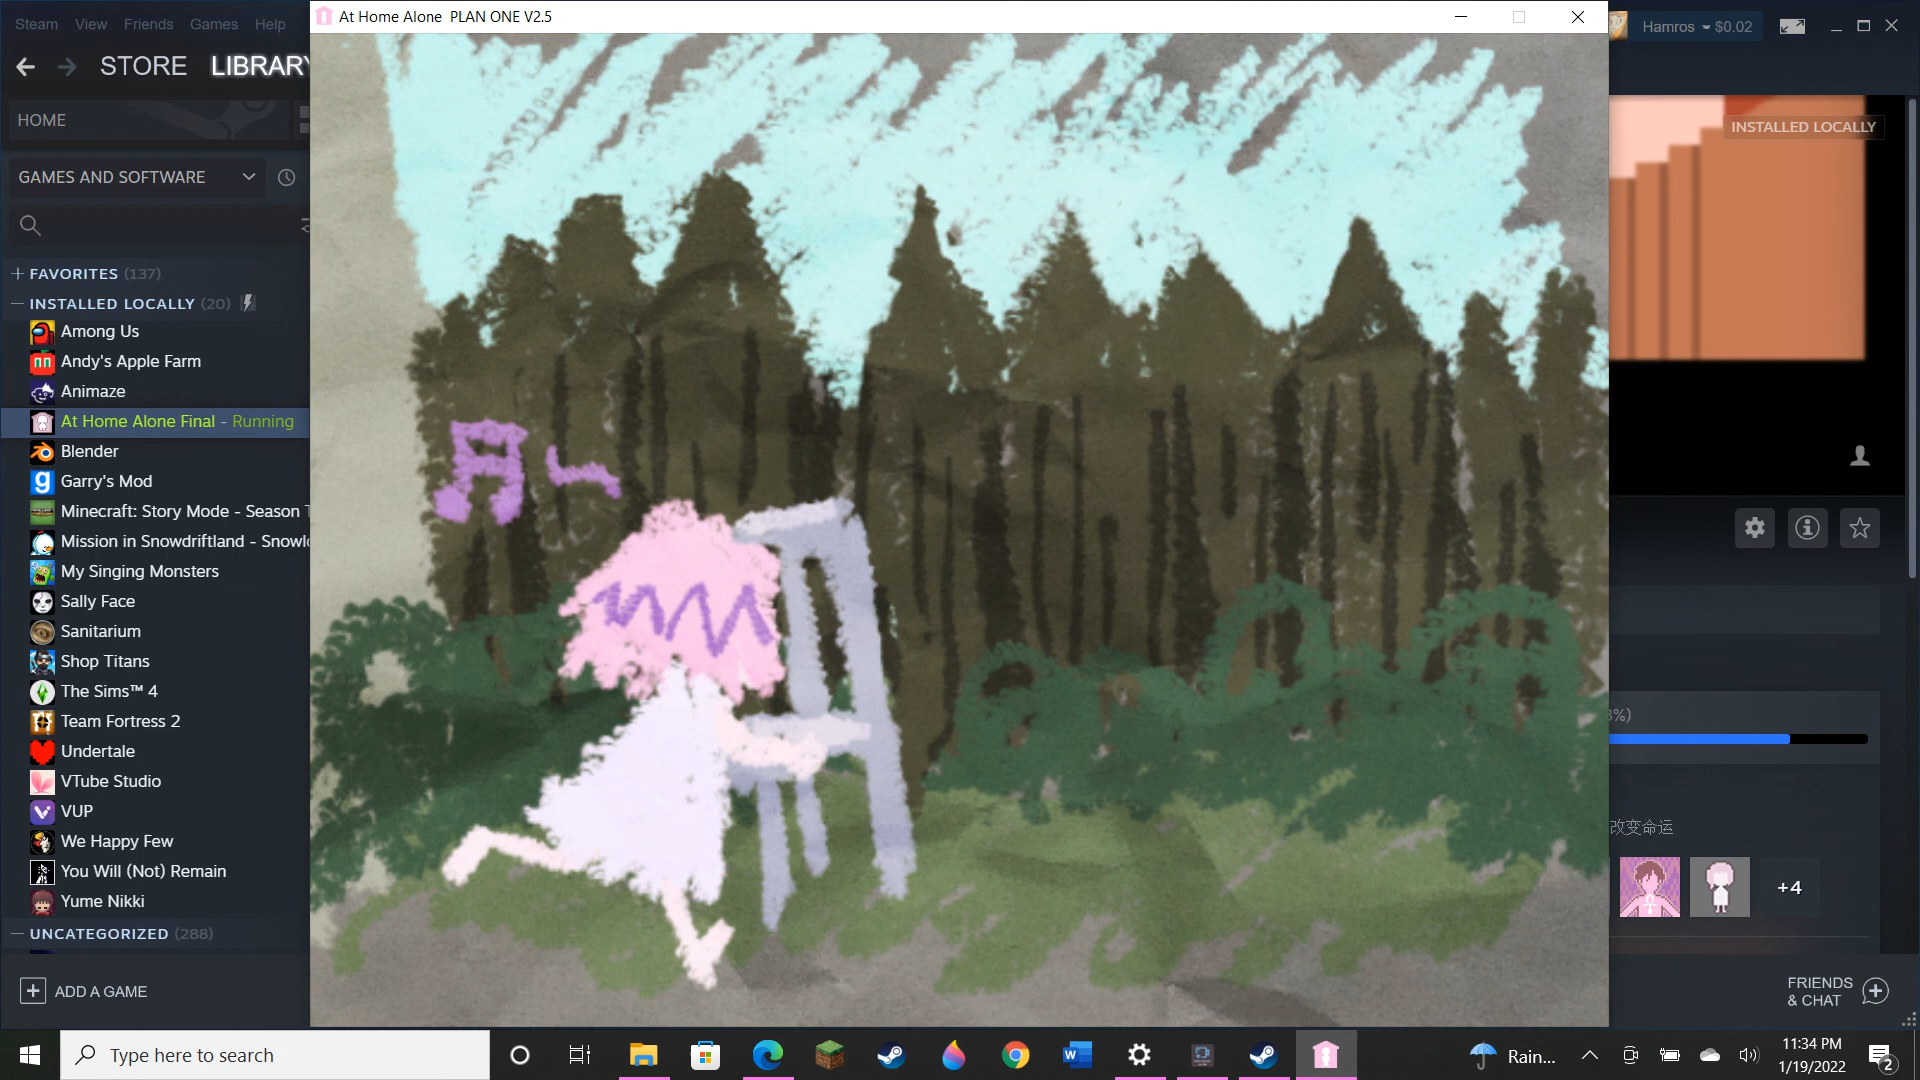 Steam View Friends Games Help
At Home Alone PLAN ONE V2.5
Hamros $0.02
STORE LIBRARY
HOME
INSTALLED LOCALLY
GAMES AND SOFTWARE
FAVORITES (137)
INSTALLED LOCALLY (20)
Among Us
Andy's Apple Farm
Animaze
At Home Alone Final - Running
Blender
Garry's Mod
Minecraft: Story Mode - Season
Mission in Snowdriftland -
My Singing Monsters
Sally Face
Sanitarium
Shop Titans
The Sims™ 4
Team Fortress 2
Undertale
VTube Studio
VUP
We Happy Few
You Will (Not) Remain
Yume Nikki
UNCATEGORIZED (288)
ADD A GAME
%)
改变命运
+4
FRIENDS
& CHAT
Type here to search
Rain...
11:34 PM
1/19/2022
2